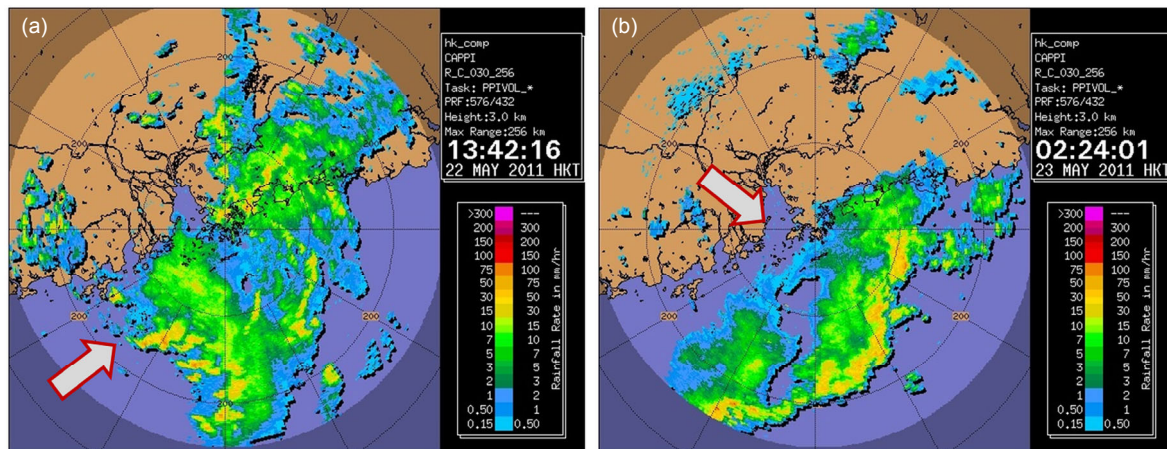 (a)
200
200
200
200
200
hk_comp
CAPPI
R_C_030_256
Task: PPIVOL_*
PRF:576/432
Height:3.0 km
Max Range:256 km
13:42:16
22 MAY 2011 HKT
>300 ---
200 300
150 200
100 150
75 100
50 75
30 50
15 30
10 15
7 10
5 7
3 5
2 3
1 2
0.50 1
0.15 0.50
Rainfall Rate in mm/hr
(b)
200
200
200
200
200
hk_comp
CAPPI
R_C_030_256
Task: PPIVOL_*
PRF:576/432
Height:3.0 km
Max Range:256 km
02:24:01
23 MAY 2011 HKT
>300 ---
200 300
150 200
100 150
75 100
50 75
30 50
15 30
10 15
7 10
5 7
3 5
2 3
1 2
0.50 1
0.15 0.50
Rainfall Rate in mm/hr